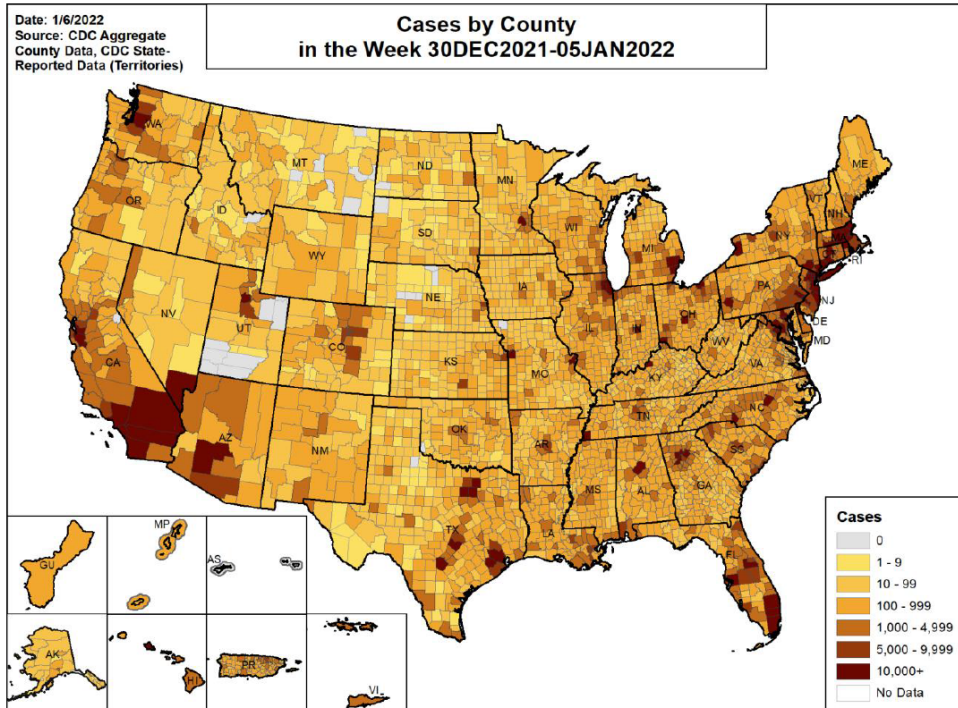 Date: 1/6/2022
Source: CDC Aggregate
County Data, CDC State-
Reported Data (Territories)
Cases by County
in the Week 30DEC2021-05JAN2022
WA
MT
ND
MN
ME
OR
ID
SD
WI
MI
VT
NH
NY
RI
WY
IA
PA
NJ
NV
UT
NE
IL
IN
OH
DE
MD
CA
CO
KS
MO
WV
VA
KY
AZ
NM
OK
AR
TN
NC
SC
TX
LA
MS
AL
GA
FL
GU
MP
AS
AK
HI
PR
VI
Cases
0
1 - 9
10 - 99
100 - 999
1,000 - 4,999
5,000 - 9,999
10,000+
No Data